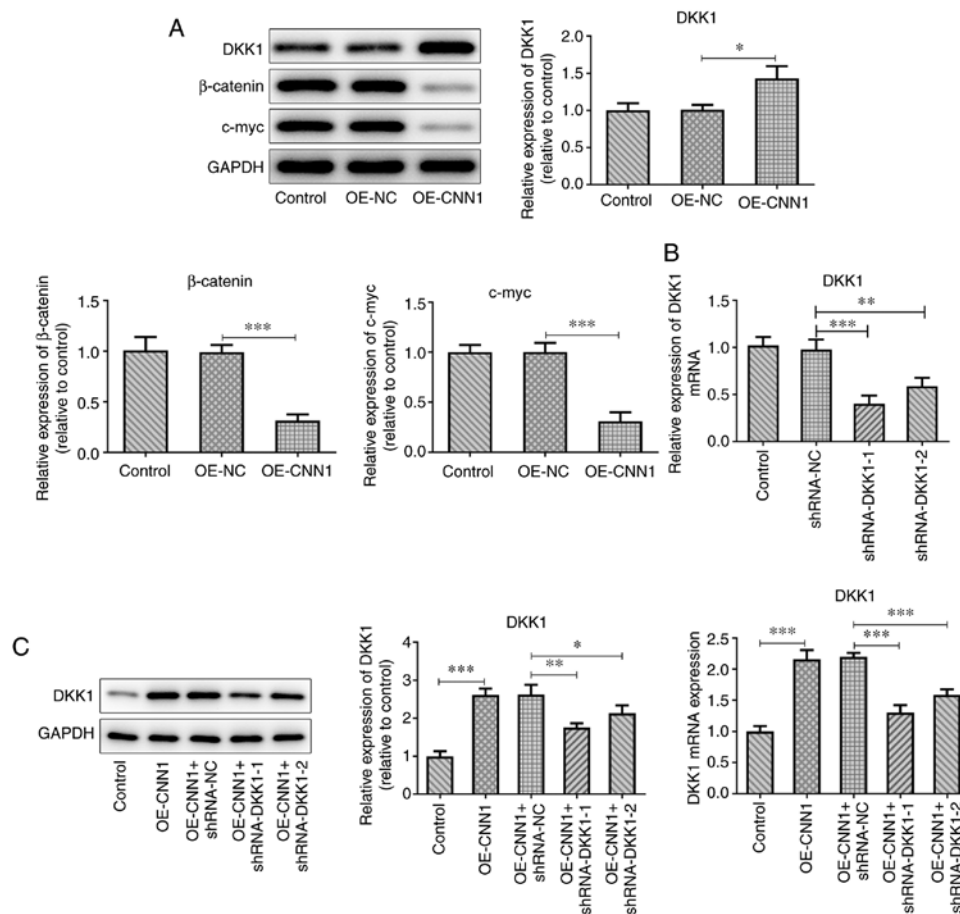 A
DKK1
β-catenin
c-myc
GAPDH
Control OE-NC OE-CNN1
DKK1
Relative expression of DKK1
(relative to control)
2.0
1.5
1.0
0.5
0.0
*
Control OE-NC OE-CNN1
β-catenin
Relative expression of β-catenin
(relative to control)
1.5
1.0
0.5
0.0
***
Control OE-NC OE-CNN1
c-myc
Relative expression of c-myc
(relative to control)
1.5
1.0
0.5
0.0
***
Control OE-NC OE-CNN1
B
DKK1
Relative expression of DKK1
mRNA
1.5
1.0
0.5
0.0
**
***
Control
shRNA-NC
shRNA-DKK1-1
shRNA-DKK1-2
C
DKK1
GAPDH
Control
OE-CNN1
OE-CNN1+
shRNA-NC
OE-CNN1+
shRNA-DKK1-1
OE-CNN1+
shRNA-DKK1-2
DKK1
Relative expression of DKK1
(relative to control)
4
3
2
1
0
***
*
**
Control
OE-CNN1
OE-CNN1+
shRNA-NC
OE-CNN1+
shRNA-DKK1-1
OE-CNN1+
shRNA-DKK1-2
DKK1
DKK1 mRNA expression
2.5
2.0
1.5
1.0
0.5
0.0
***
***
***
Control
OE-CNN1
OE-CNN1+
shRNA-NC
OE-CNN1+
shRNA-DKK1-1
OE-CNN1+
shRNA-DKK1-2